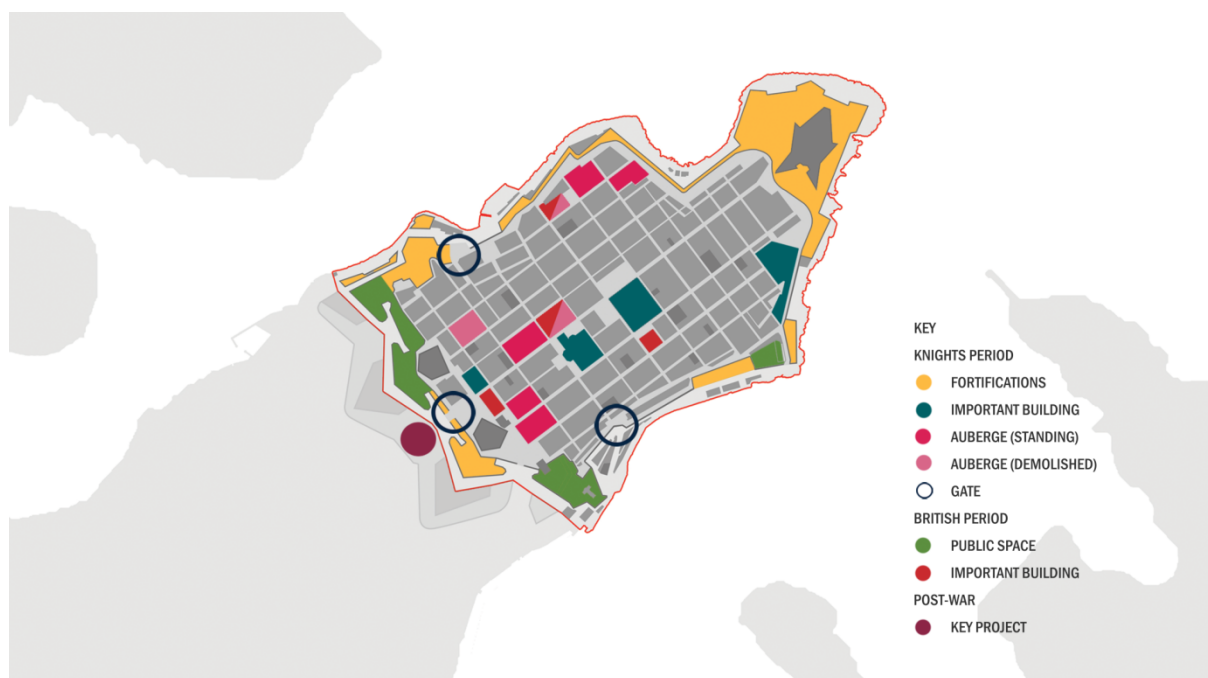 KEY
KNIGHTS PERIOD
FORTIFICATIONS
IMPORTANT BUILDING
AUBERGE (STANDING)
AUBERGE (DEMOLISHED)
GATE
BRITISH PERIOD
PUBLIC SPACE
IMPORTANT BUILDING
POST-WAR
KEY PROJECT